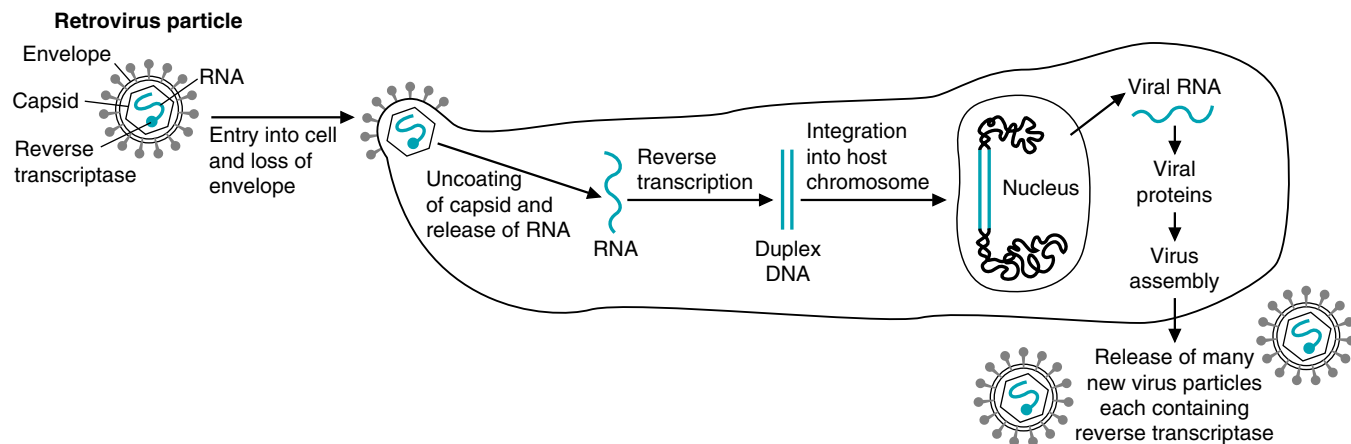 Retrovirus particle
Envelope
RNA
Capsid
Reverse
transcriptase
Entry into cell
and loss of
envelope
Uncoating
of capsid and
release of RNA
RNA
Reverse
transcription
Duplex
DNA
Integration
into host
chromosome
Nucleus
Viral RNA
Viral
proteins
Virus
assembly
Release of many
new virus particles
each containing
reverse transcriptase